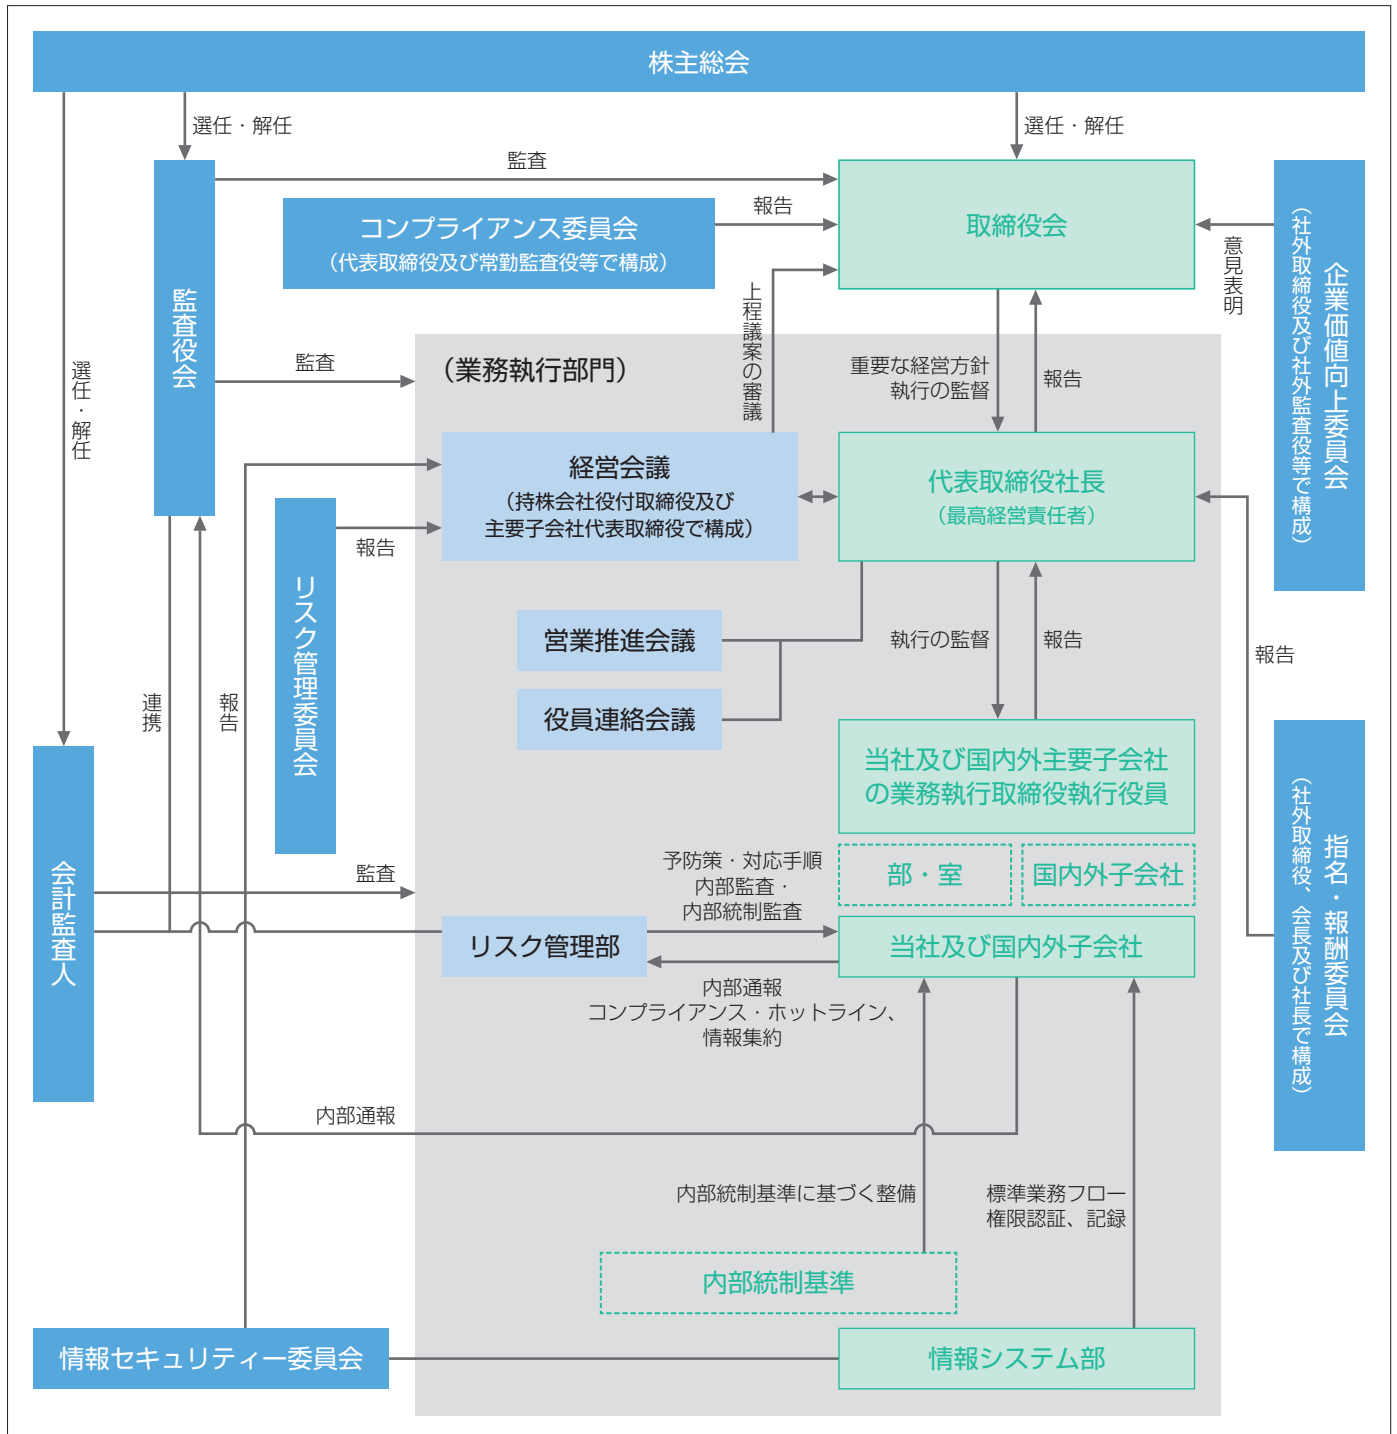 株主総会
選任・解任
選任・解任
選任・解任
監査
監査役会
コンプライアンス委員会
（代表取締役及び常勤監査役等で構成）
報告
取締役会
意見表明
企業価値向上委員会
（社外取締役及び社外監査役等で構成）
上程議案の審議
監査
（業務執行部門）
重要な経営方針
執行の監督
報告
経営会議
（持株会社役付取締役及び
主要子会社代表取締役で構成）
代表取締役社長
（最高経営責任者）
報告
リスク管理委員会
営業推進会議
役員連絡会議
執行の監督
報告
報告
連携
報告
当社及び国内外主要子会社
の業務執行取締役執行役員
指名・報酬委員会
（社外取締役、会長及び社長で構成）
会計監査人
監査
予防策・対応手順
内部監査・
内部統制監査
部・室
国内外子会社
リスク管理部
当社及び国内外子会社
内部通報
コンプライアンス・ホットライン、
情報集約
内部通報
内部統制基準に基づく整備
標準業務フロー
権限認証、記録
内部統制基準
情報セキュリティー委員会
情報システム部